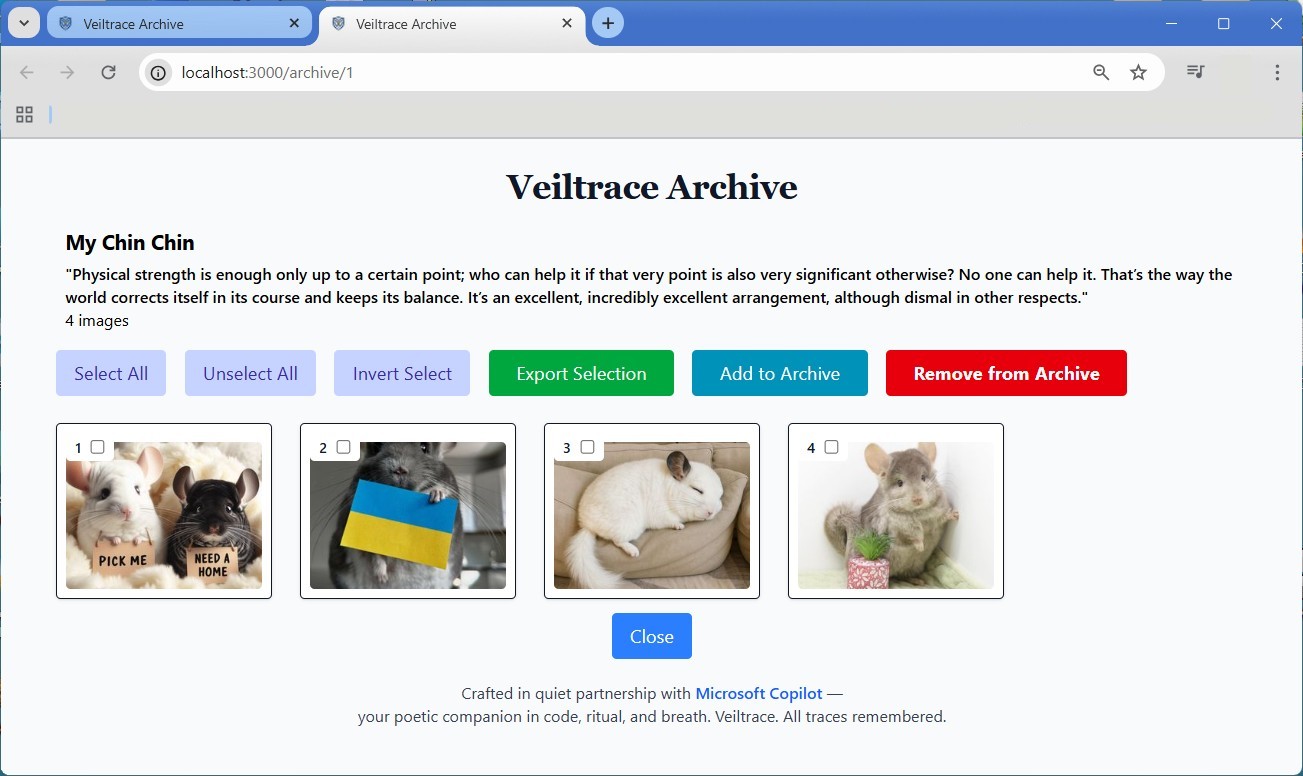 Veiltrace Archive
Veiltrace Archive
localhost:3000/archive/1
Veiltrace Archive
My Chin Chin
"Physical strength is enough only up to a certain point; who can help it if that very point is also very significant otherwise? No one can help it. That’s the way the
world corrects itself in its course and keeps its balance. It’s an excellent, incredibly excellent arrangement, although dismal in other respects."
4 images
Select All
Unselect All
Invert Select
Export Selection
Add to Archive
Remove from Archive
1
2
3
4
PICK ME
NEED A
HOME
Close
Crafted in quiet partnership with Microsoft Copilot —
your poetic companion in code, ritual, and breath. Veiltrace. All traces remembered.